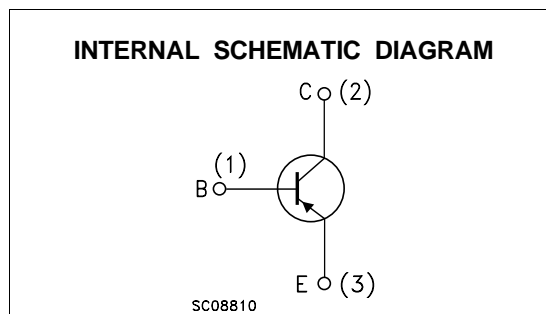 INTERNAL SCHEMATIC DIAGRAM
C (2)
(1)
B
E (3)
SC08810